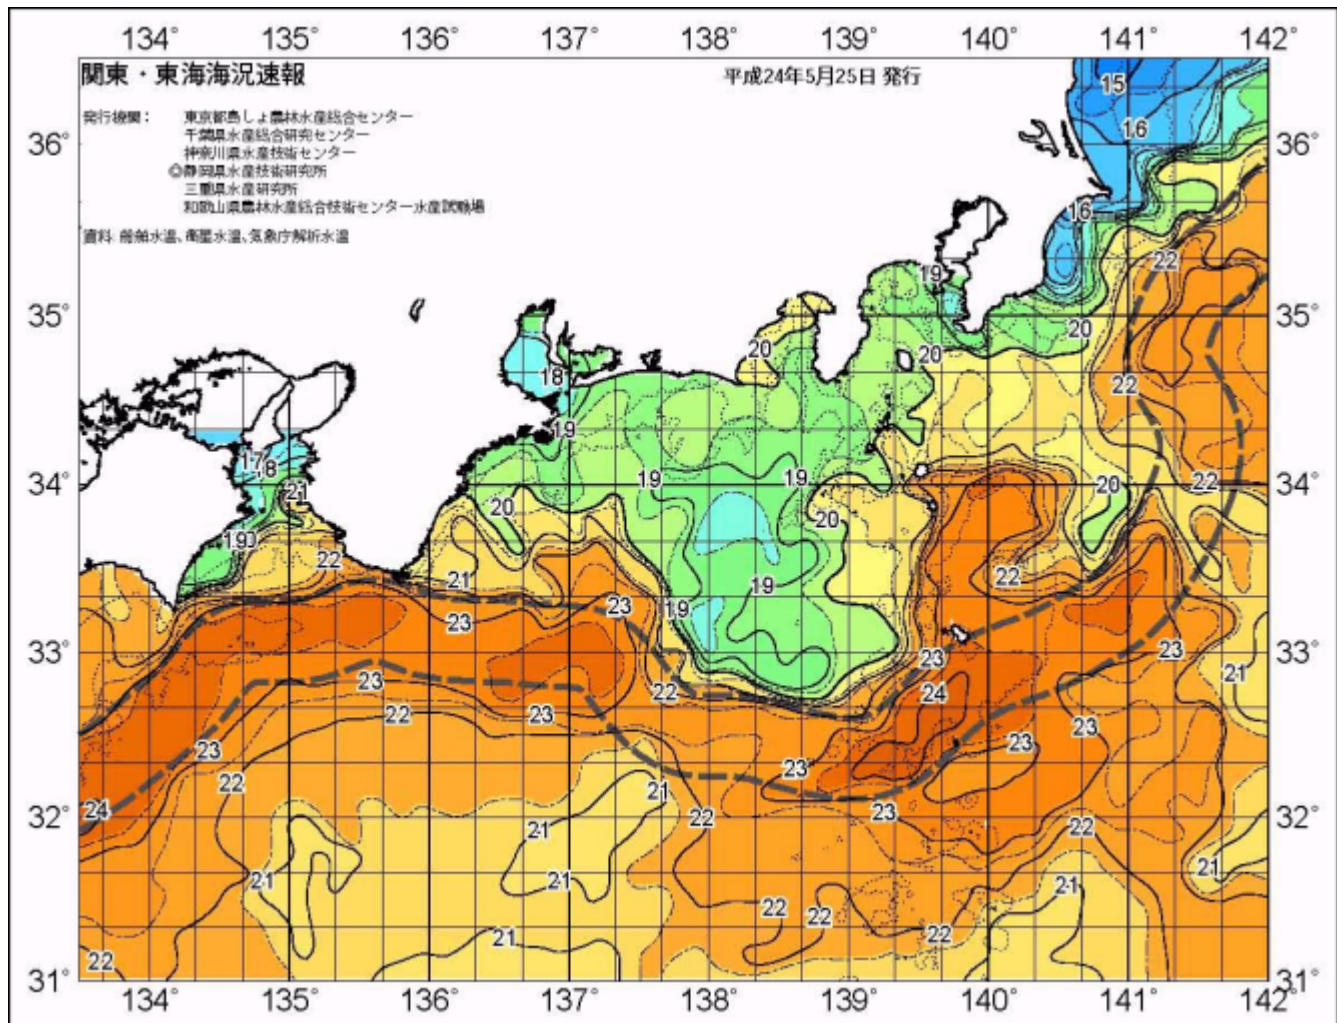 134° 135° 136° 137° 138° 139° 140° 141° 142°
関東・東海海況速報
平成24年5月25日 発行
発行機関： 東京都島しょ農林水産総合センター
千葉県水産総合研究センター
神奈川県水産技術センター
◎静岡県水産技術研究所
三重県水産研究所
和歌山県農林水産総合技術センター水産試験場
資料: 船舶水温、衛星水温、気象庁解析水温
15
36° 16 36°
16
19 22
35° 35°
20 20 20
18 22
19
17 8
34° 21 19 19 20 22 34°
20 20
19
22 21 19 22
23 19
23
33° 23 23 33°
22 24 21
23
22 23 23 23
23 23
22 21
32° 24 22 23 22 32°
21
21 21 21 21
22 22 22
21
31° 22 31°
134° 135° 136° 137° 138° 139° 140° 141° 142°